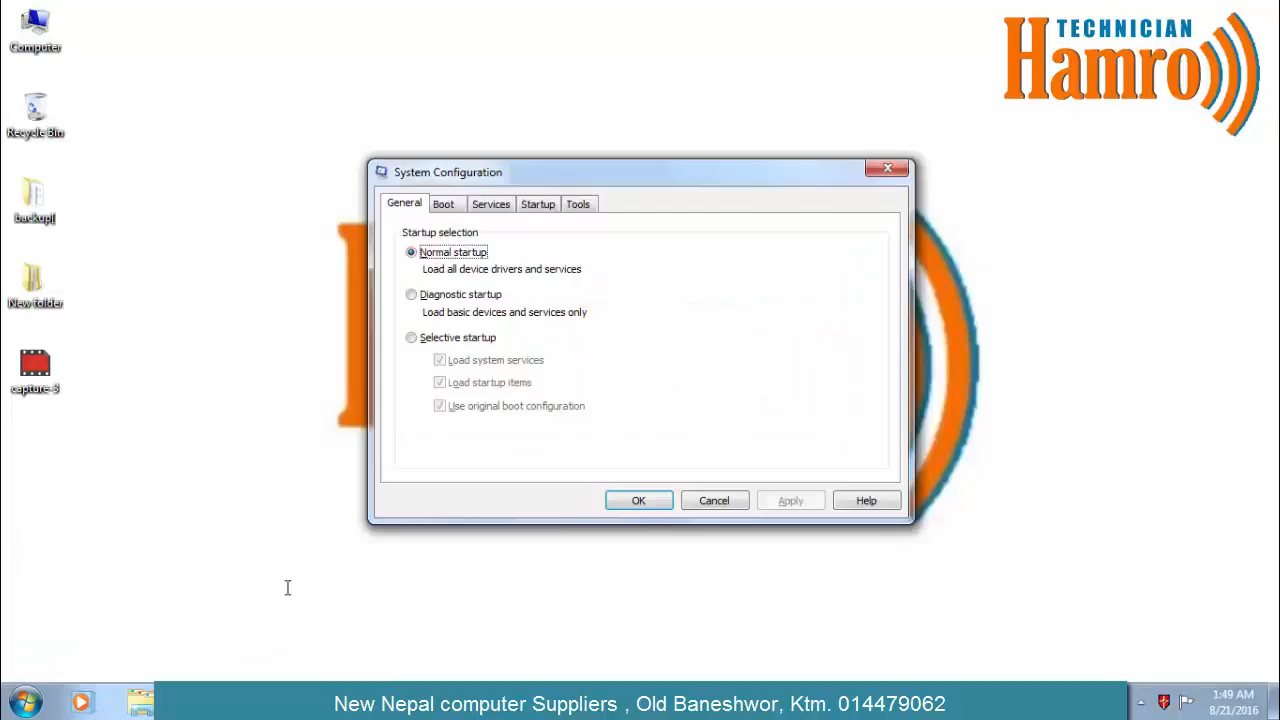 Computer
Recycle Bin
backup[
New folder
capture-3
TECHNICIAN
Hamro
System Configuration
General Boot Services Startup Tools
Startup selection
Normal startup
Load all device drivers and services
Diagnostic startup
Load basic devices and services only
Selective startup
Load system services
Load startup items
Use original boot configuration
OK Cancel Apply Help
New Nepal computer Suppliers , Old Baneshwor, Ktm. 014479062
1:49 AM
8/21/2016